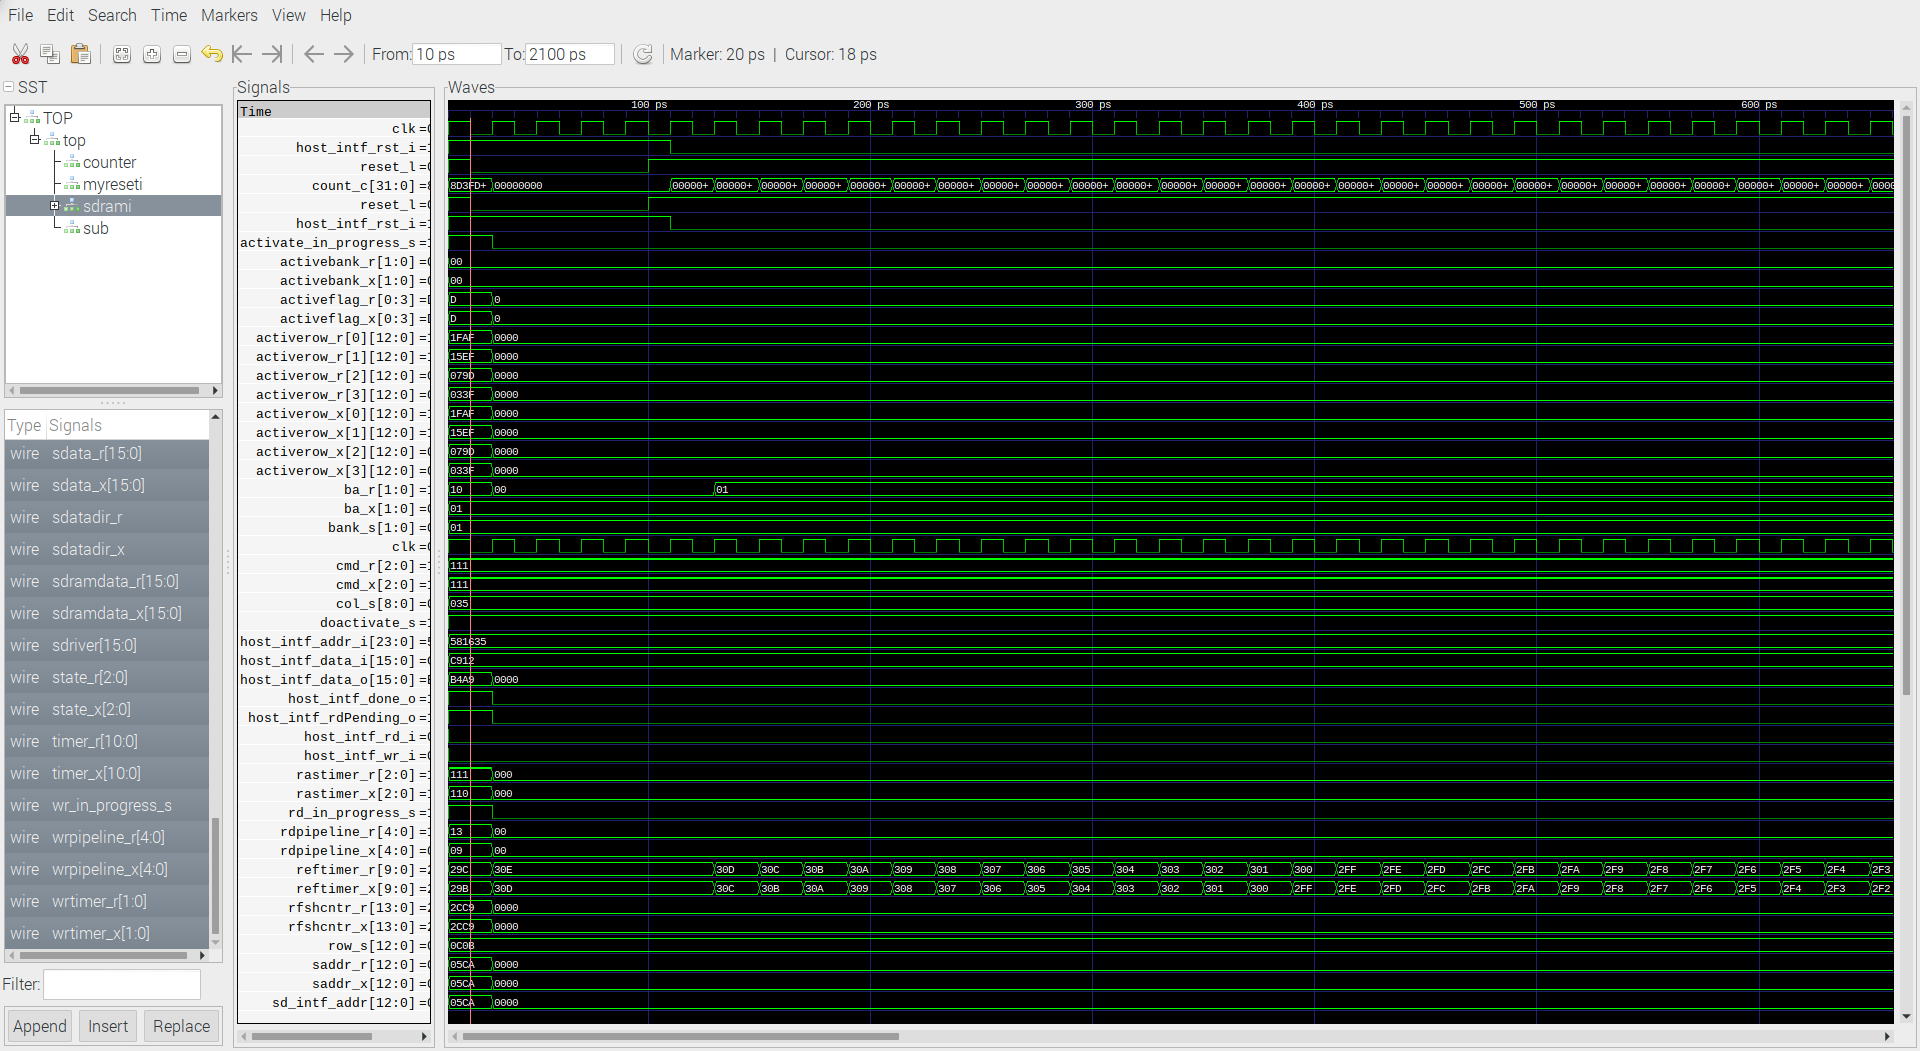 File Edit Search Time Markers View Help
From: 10 ps To: 2100 ps Marker: 20 ps | Cursor: 18 ps
SST
TOP
top
counter
myreseti
sdrami
sub
Type Signals
wire sdata_r[15:0]
wire sdata_x[15:0]
wire sdatadir_r
wire sdatadir_x
wire sdramdata_r[15:0]
wire sdramdata_x[15:0]
wire sdriver[15:0]
wire state_r[2:0]
wire state_x[2:0]
wire timer_r[10:0]
wire timer_x[10:0]
wire wr_in_progress_s
wire wrpipeline_r[4:0]
wire wrpipeline_x[4:0]
wire wrtimer_r[1:0]
wire wrtimer_x[1:0]
Filter:
Append Insert Replace
Signals
Waves
Time 100 ps 200 ps 300 ps 400 ps 500 ps 600 ps
clk =
host_intf_rst_i =
reset_l =
count_c[31:0] = 8D3FD+ 00000000 00000+ 00000+ 00000+ 00000+ 00000+ 00000+ 00000+ 00000+ 00000+ 00000+ 00000+ 00000+ 00000+ 00000+ 00000+ 00000+ 00000+ 00000+ 00000+ 00000+ 00000+ 00000+ 00000+ 00000+ 00000+ 00000+ 00000+ 0000
reset_l =
host_intf_rst_i =
activate_in_progress_s =
activebank_r[1:0] = 00
activebank_x[1:0] = 00
activeflag_r[0:3] = D 0
activeflag_x[0:3] = D 0
activerow_r[0][12:0] = 1FAF 0000
activerow_r[1][12:0] = 15EF 0000
activerow_r[2][12:0] = 079D 0000
activerow_r[3][12:0] = 033F 0000
activerow_x[0][12:0] = 1FAF 0000
activerow_x[1][12:0] = 15EF 0000
activerow_x[2][12:0] = 079D 0000
activerow_x[3][12:0] = 033F 0000
ba_r[1:0] = 10 00 01
ba_x[1:0] = 01
bank_s[1:0] = 01
clk =
cmd_r[2:0] = 111
cmd_x[2:0] = 111
col_s[8:0] = 035
doactivate_s =
host_intf_addr_i[23:0] = 581635
host_intf_data_i[15:0] = C912
host_intf_data_o[15:0] = B4A9 0000
host_intf_done_o =
host_intf_rdPending_o =
host_intf_rd_i =
host_intf_wr_i =
rastimer_r[2:0] = 111 000
rastimer_x[2:0] = 110 000
rd_in_progress_s =
rdpipeline_r[4:0] = 13 00
rdpipeline_x[4:0] = 09 00
reftimer_r[9:0] = 29C 30E 30D 30C 30B 30A 309 308 307 306 305 304 303 302 301 300 2FF 2FE 2FD 2FC 2FB 2FA 2F9 2F8 2F7 2F6 2F5 2F4 2F3
reftimer_x[9:0] = 29B 30D 30C 30B 30A 309 308 307 306 305 304 303 302 301 300 2FF 2FE 2FD 2FC 2FB 2FA 2F9 2F8 2F7 2F6 2F5 2F4 2F3 2F2
rfshcntr_r[13:0] = 2CC9 0000
rfshcntr_x[13:0] = 2CC9 0000
row_s[12:0] = 0C0B
saddr_r[12:0] = 05CA 0000
saddr_x[12:0] = 05CA 0000
sd_intf_addr[12:0] = 05CA 0000